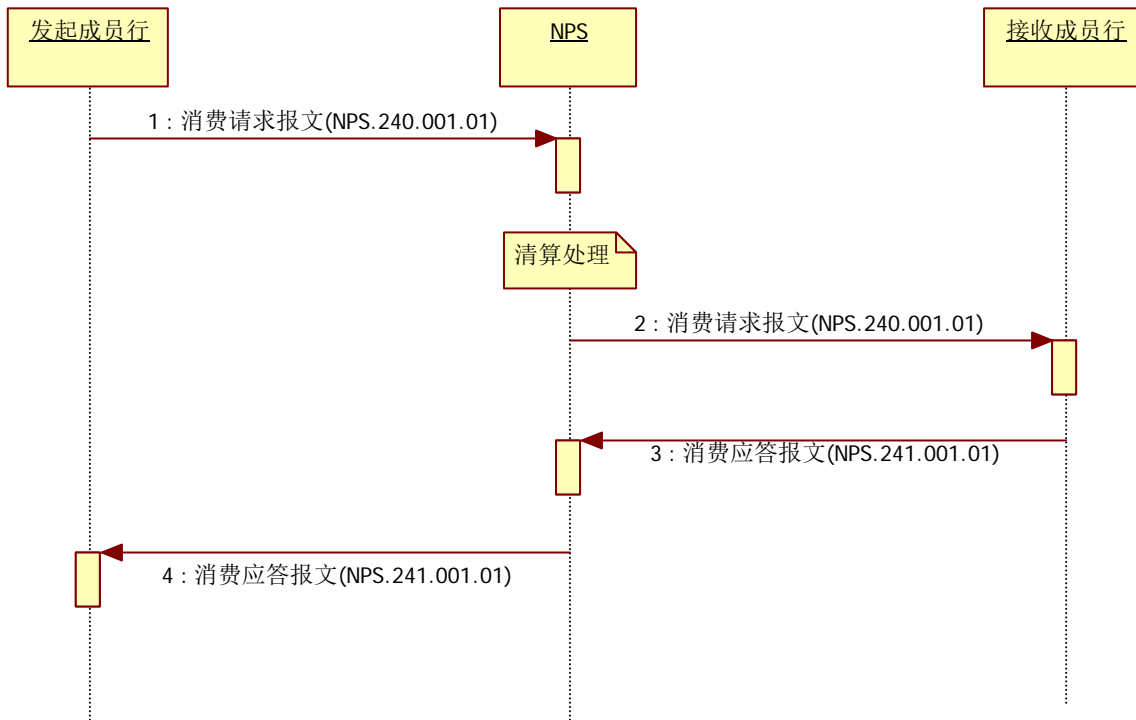 发起成员行
NPS
接收成员行
1 : 消费请求报文(NPS.240.001.01)
清算处理
2 : 消费请求报文(NPS.240.001.01)
3 : 消费应答报文(NPS.241.001.01)
4 : 消费应答报文(NPS.241.001.01)